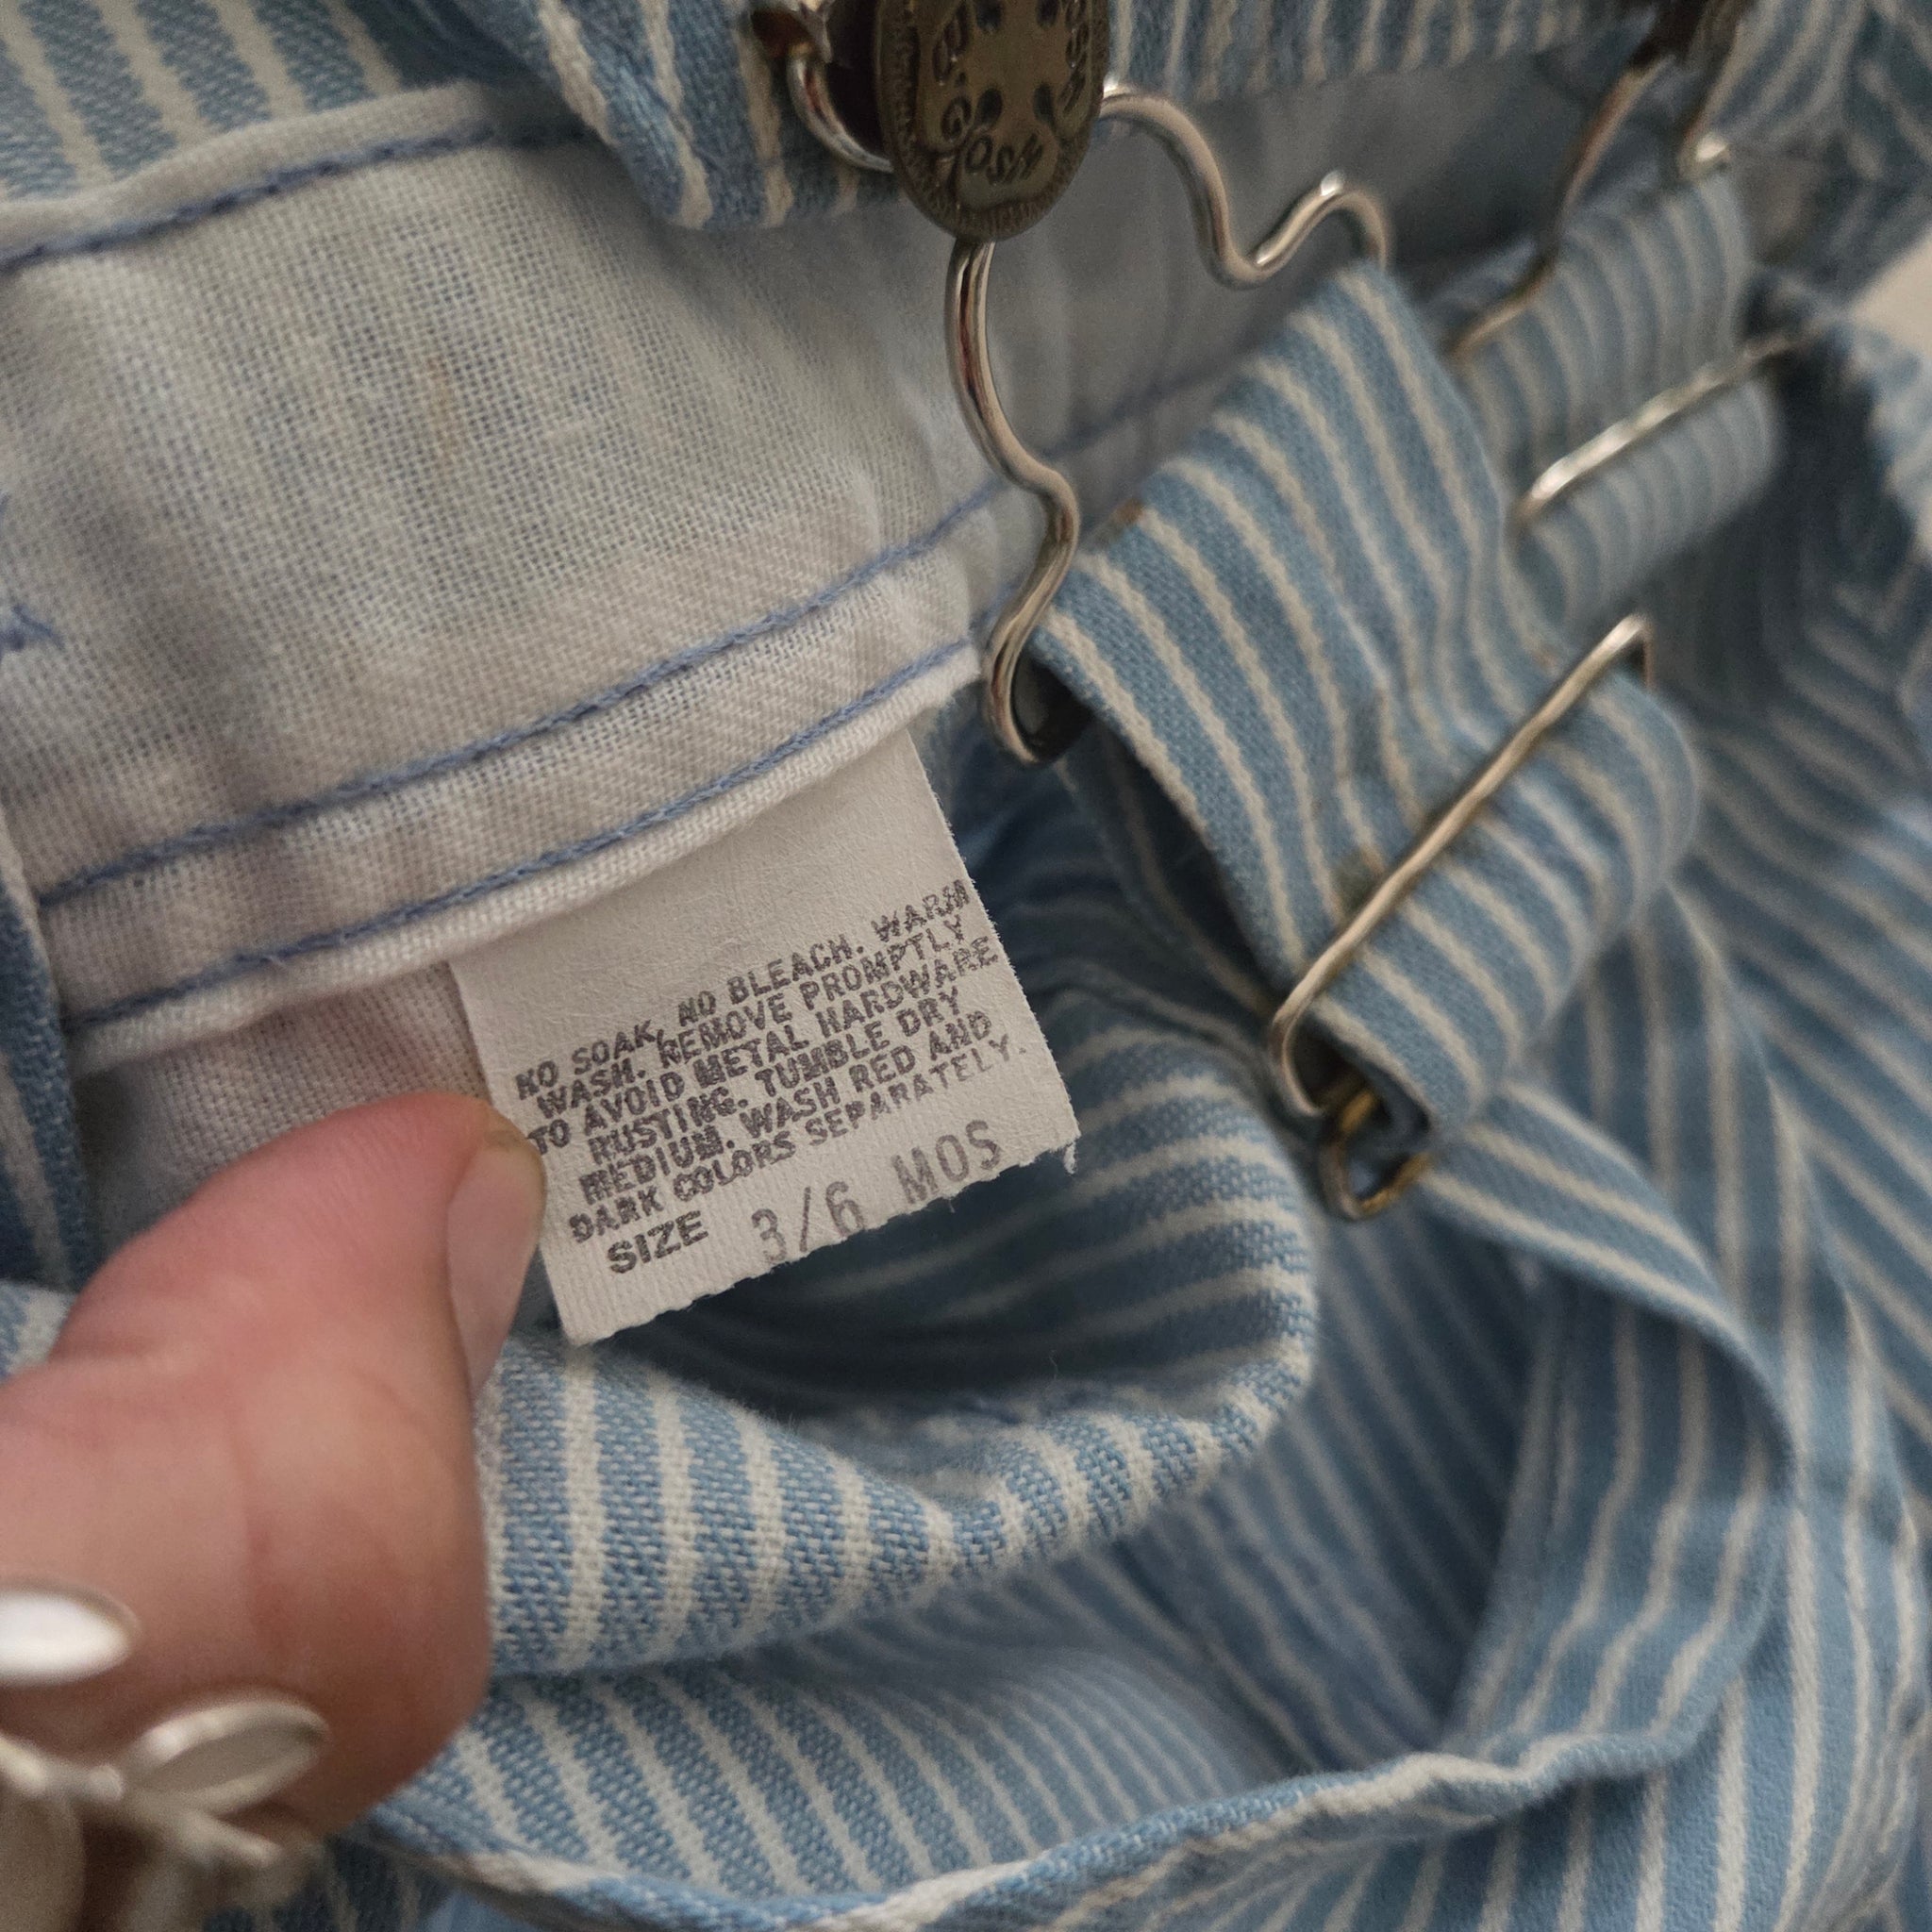 B'GOSH
NO SOAK, NO BLEACH. WARM
WASH. REMOVE PROMPTLY
TO AVOID METAL HARDWARE
RUSTING. TUMBLE DRY
MEDIUM. WASH RED AND
DARK COLORS SEPARATELY.
SIZE 3/6 MOS